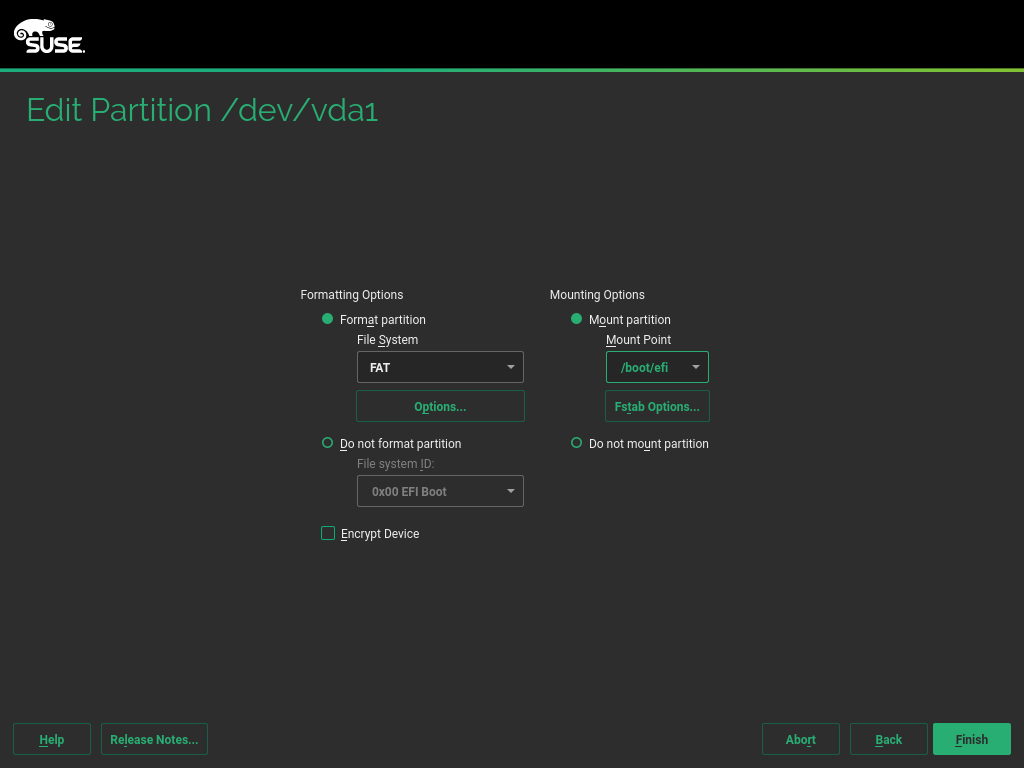 SUSE.
Edit Partition /dev/vda1
Formatting Options
Format partition
File System
FAT
Options...
Do not format partition
File system ID:
0x00 EFI Boot
Encrypt Device
Mounting Options
Mount partition
Mount Point
/boot/efi
Fstab Options...
Do not mount partition
Help
Release Notes...
Abort
Back
Finish